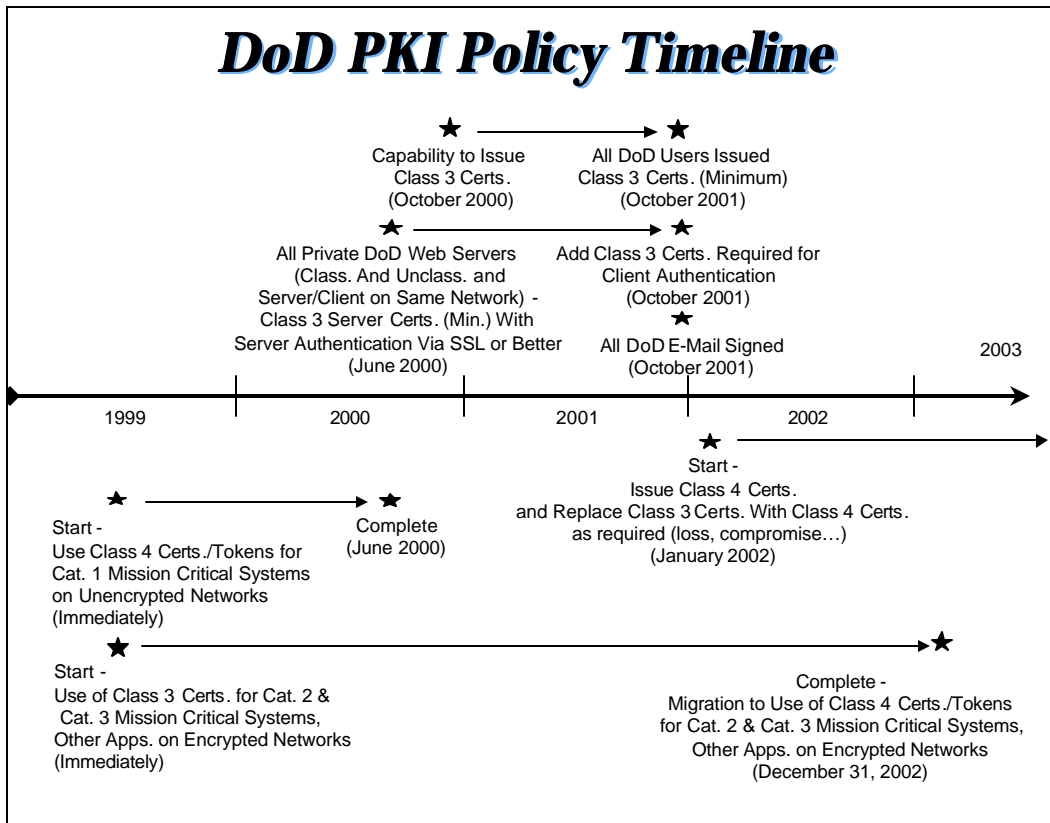 DoD PKI Policy Timeline
Capability to Issue
Class 3 Certs.
(October 2000)
All DoD Users Issued
Class 3 Certs. (Minimum)
(October 2001)
All Private DoD Web Servers
(Class. And Unclass. and
Server/Client on Same Network) -
Class 3 Server Certs. (Min.) With
Server Authentication Via SSL or Better
(June 2000)
Add Class 3 Certs. Required for
Client Authentication
(October 2001)
All DoD E-Mail Signed
(October 2001)
2003
1999
2000
2001
2002
Start -
Issue Class 4 Certs.
and Replace Class 3 Certs. With Class 4 Certs.
as required (loss, compromise…)
(January 2002)
Start -
Use Class 4 Certs./Tokens for
Cat. 1 Mission Critical Systems
on Unencrypted Networks
(Immediately)
Complete
(June 2000)
Start -
Use of Class 3 Certs. for Cat. 2 &
Cat. 3 Mission Critical Systems,
Other Apps. on Encrypted Networks
(Immediately)
Complete -
Migration to Use of Class 4 Certs./Tokens
for Cat. 2 & Cat. 3 Mission Critical Systems,
Other Apps. on Encrypted Networks
(December 31, 2002)